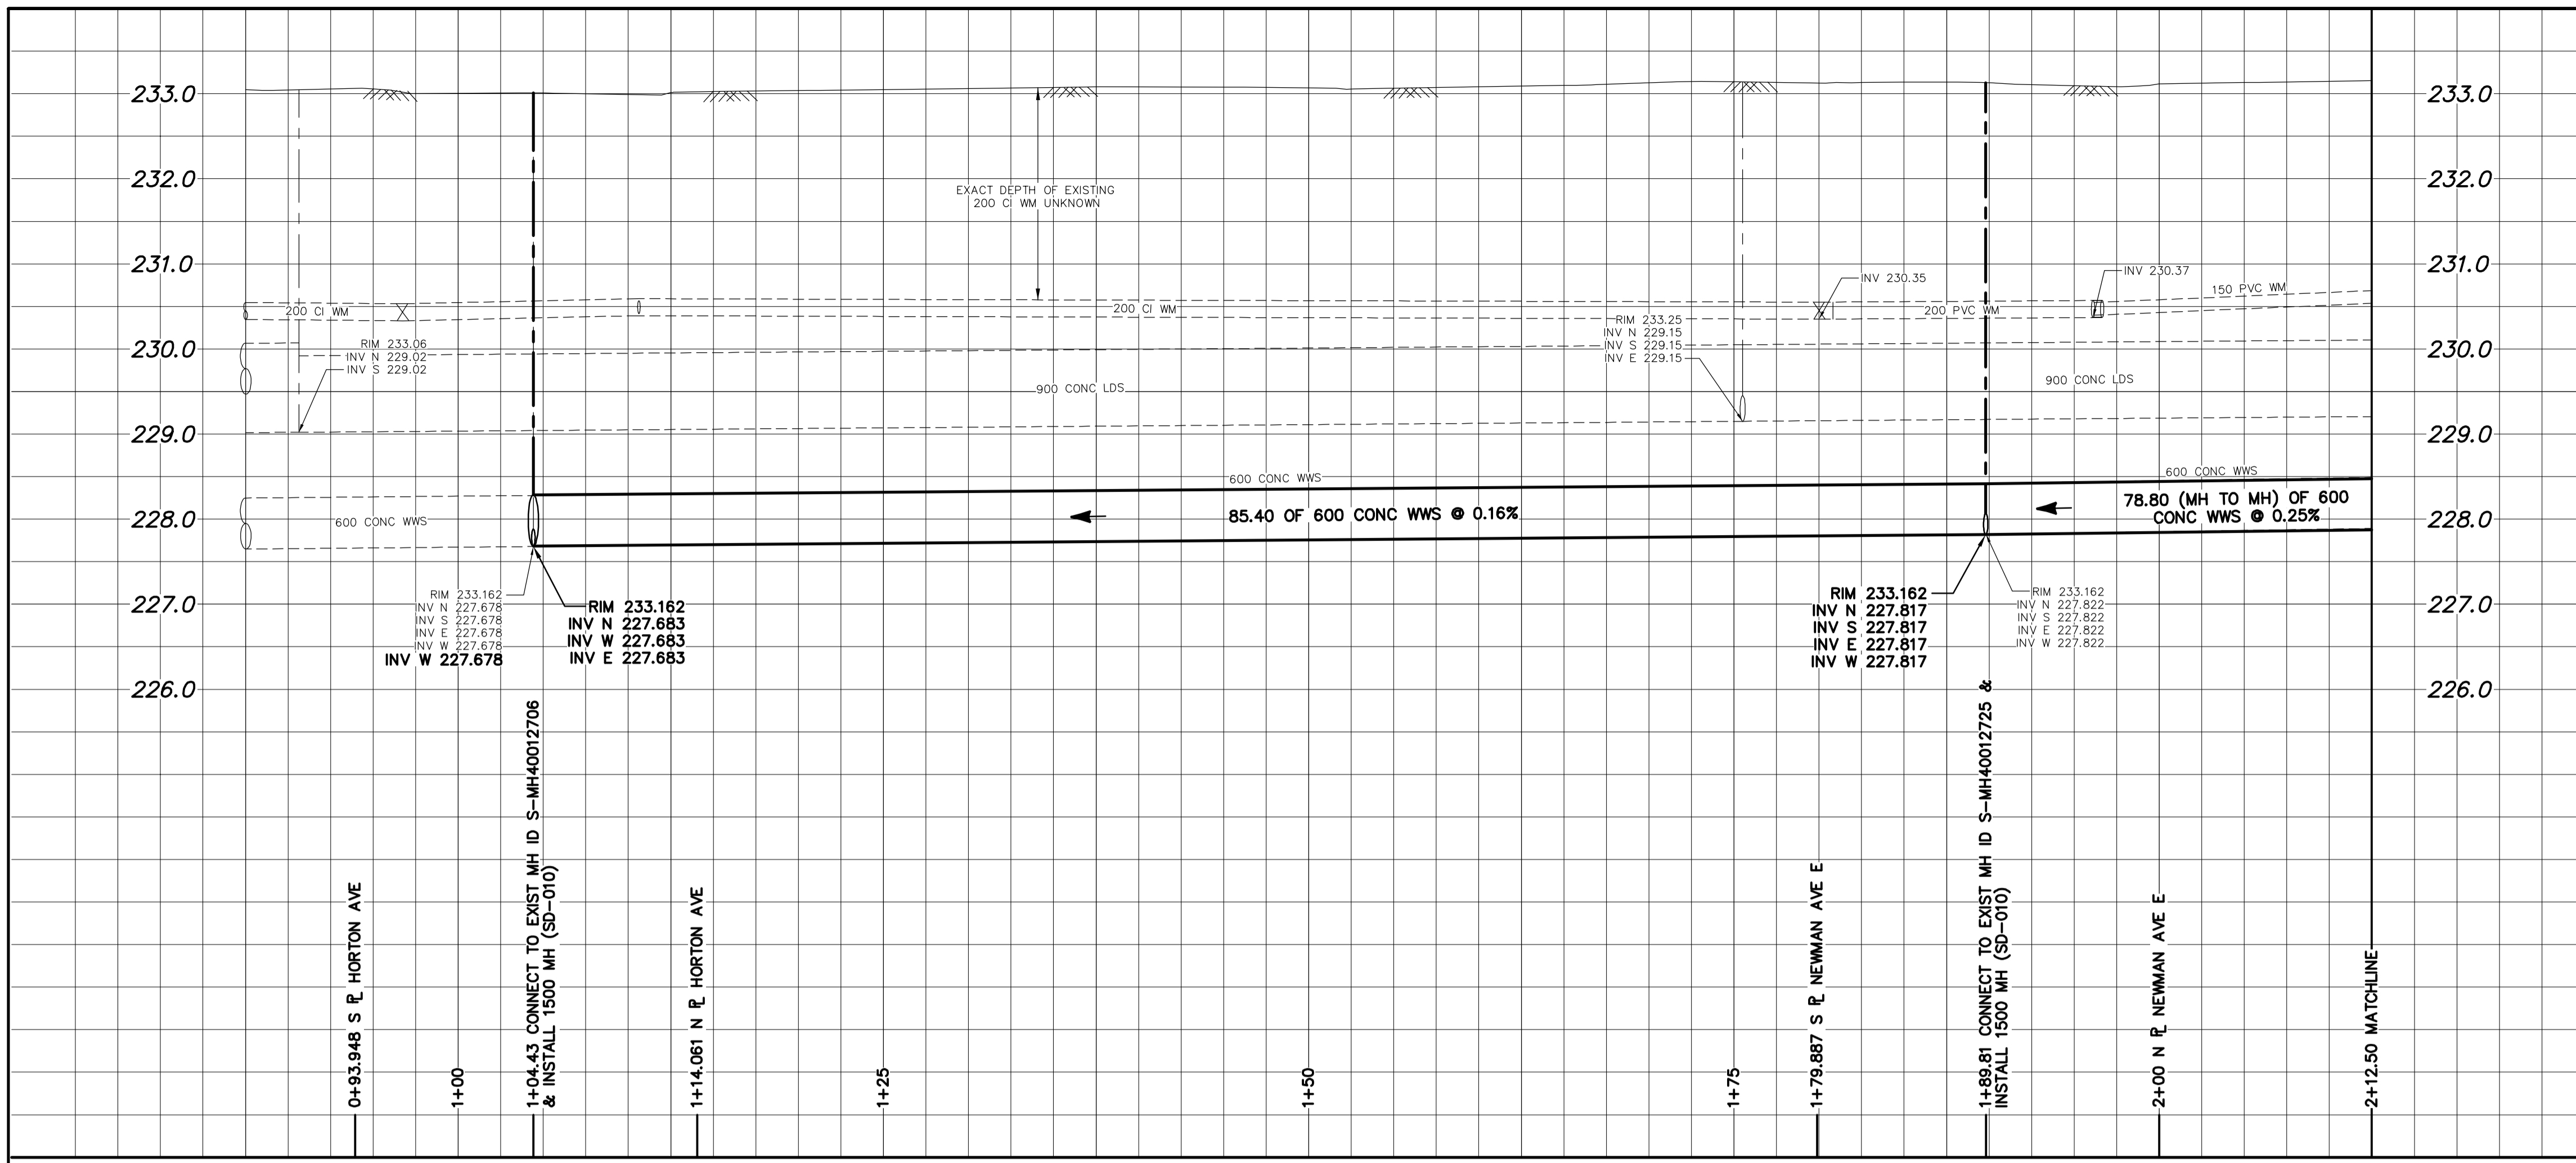 233.0
232.0
231.0
230.0
229.0
228.0
227.0
226.0
233.0
232.0
231.0
230.0
229.0
228.0
227.0
226.0
EXACT DEPTH OF EXISTING
200 CI WM UNKNOWN
200 CI WM
200 CI WM
RIM 233.06
INV N 229.02
INV S 229.02
900 CONC LDS
RIM 233.25
INV N 229.15
INV S 229.15
INV E 229.15
INV 230.35
200 PVC WM
INV 230.37
150 PVC WM
900 CONC LDS
600 CONC WWS
600 CONC WWS
85.40 OF 600 CONC WWS @ 0.16%
600 CONC WWS
78.80 (MH TO MH) OF 600
CONC WWS @ 0.25%
RIM 233.162
INV N 227.678
INV S 227.678
INV E 227.678
INV W 227.678
INV W 227.678
RIM 233.162
INV N 227.683
INV W 227.683
INV E 227.683
RIM 233.162
INV N 227.817
INV S 227.817
INV E 227.817
INV W 227.817
RIM 233.162
INV N 227.822
INV S 227.822
INV E 227.822
INV W 227.822
0+93.948 S PL HORTON AVE
1+00
1+04.43 CONNECT TO EXIST MH ID S-MH40012706
& INSTALL 1500 MH (SD-010)
1+14.061 N PL HORTON AVE
1+25
1+50
1+75
1+79.887 S PL NEWMAN AVE E
1+89.81 CONNECT TO EXIST MH ID S-MH40012725 &
INSTALL 1500 MH (SD-010)
2+00 N PL NEWMAN AVE E
2+12.50 MATCHLINE